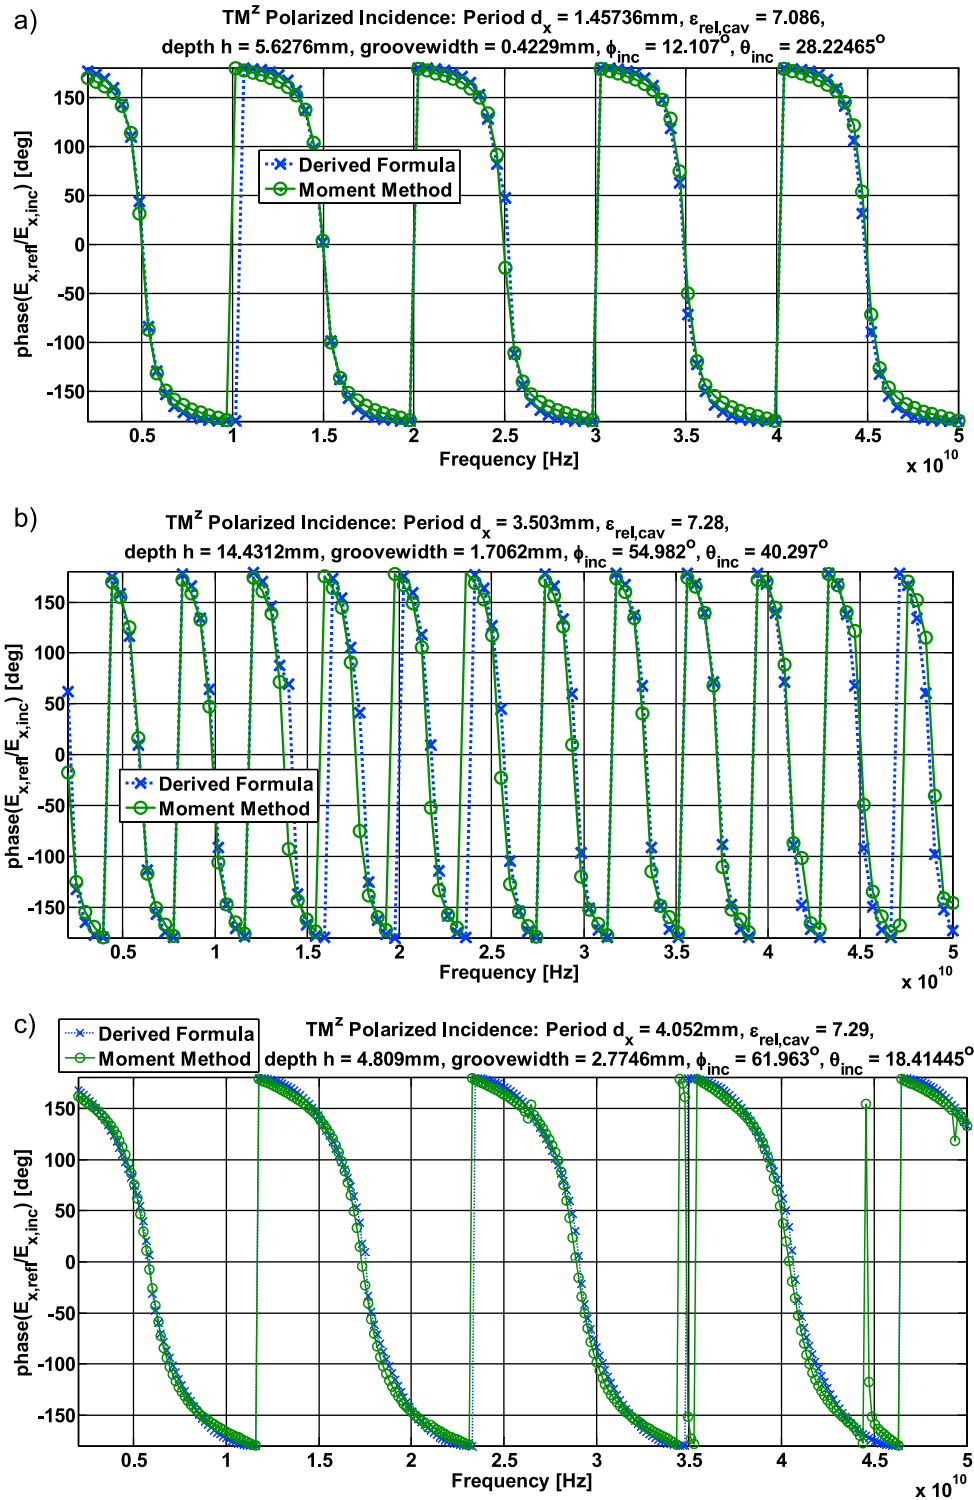 a)
TM^z Polarized Incidence: Period d_x = 1.45736mm, ε_rel,cav = 7.086,
depth h = 5.6276mm, groovewidth = 0.4229mm, ϕ_inc = 12.107°, θ_inc = 28.22465°
150
100
50
0
-50
-100
-150
phase(E_x,refl/E_x,inc) [deg]
Derived Formula
Moment Method
0.5 1 1.5 2 2.5 3 3.5 4 4.5 5
Frequency [Hz]
x 10^10
b)
TM^z Polarized Incidence: Period d_x = 3.503mm, ε_rel,cav = 7.28,
depth h = 14.4312mm, groovewidth = 1.7062mm, ϕ_inc = 54.982°, θ_inc = 40.297°
150
100
50
0
-50
-100
-150
phase(E_x,refl/E_x,inc) [deg]
Derived Formula
Moment Method
0.5 1 1.5 2 2.5 3 3.5 4 4.5 5
Frequency [Hz]
x 10^10
c)
Derived Formula
Moment Method
TM^z Polarized Incidence: Period d_x = 4.052mm, ε_rel,cav = 7.29,
depth h = 4.809mm, groovewidth = 2.7746mm, ϕ_inc = 61.963°, θ_inc = 18.41445°
150
100
50
0
-50
-100
-150
phase(E_x,refl/E_x,inc) [deg]
0.5 1 1.5 2 2.5 3 3.5 4 4.5 5
Frequency [Hz]
x 10^10